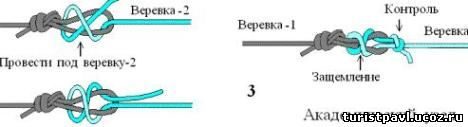 Веревка -2
Провести под веревку-2
Контроль
Веревка -1
Веревка
Защемление
3
turistpavl.ucoz.ru